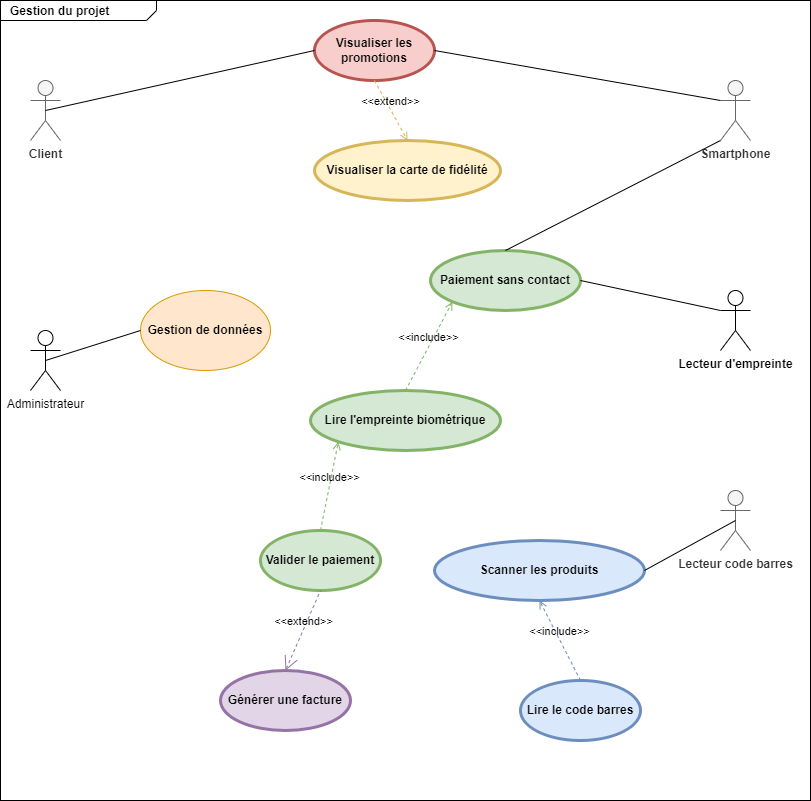 Gestion du projet
Visualiser les
promotions
<<extend>>
Client
Smartphone
Visualiser la carte de fidélité
Paiement sans contact
Gestion de données
<<include>>
Lecteur d'empreinte
Administrateur
Lire l'empreinte biométrique
<<include>>
Valider le paiement
Scanner les produits
Lecteur code barres
<<extend>>
<<include>>
Générer une facture
Lire le code barres